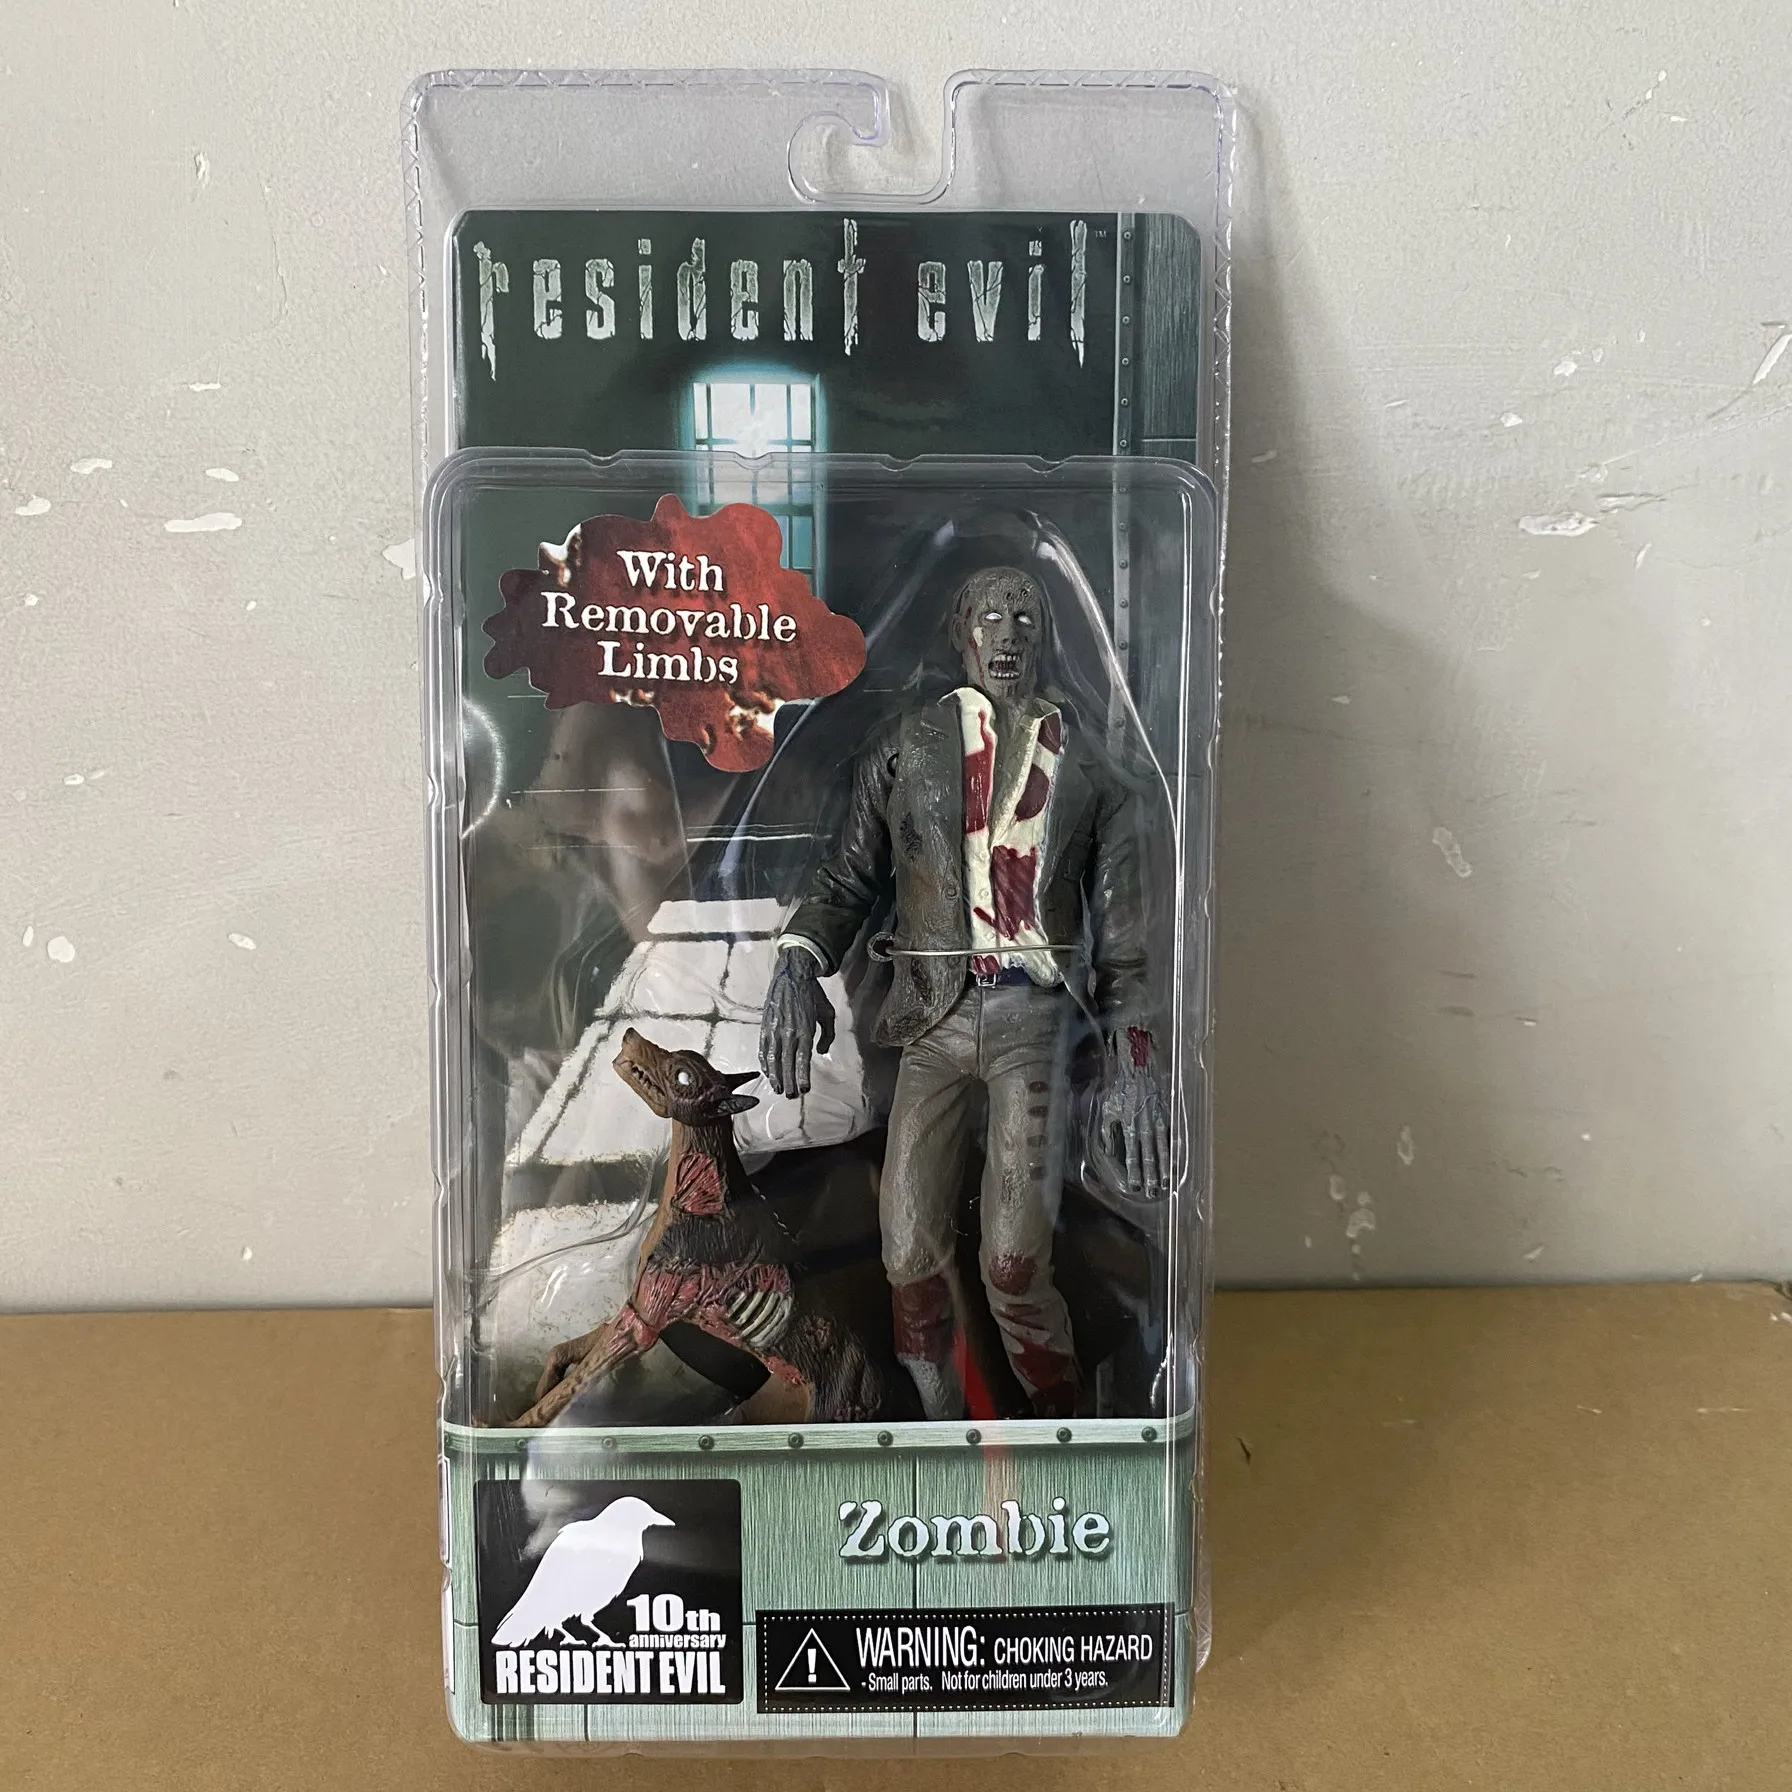 resident evil™
With
Removable
Limbs
Zombie
10th
anniversary
RESIDENT EVIL
WARNING: CHOKING HAZARD
- Small parts. Not for children under 3 years.